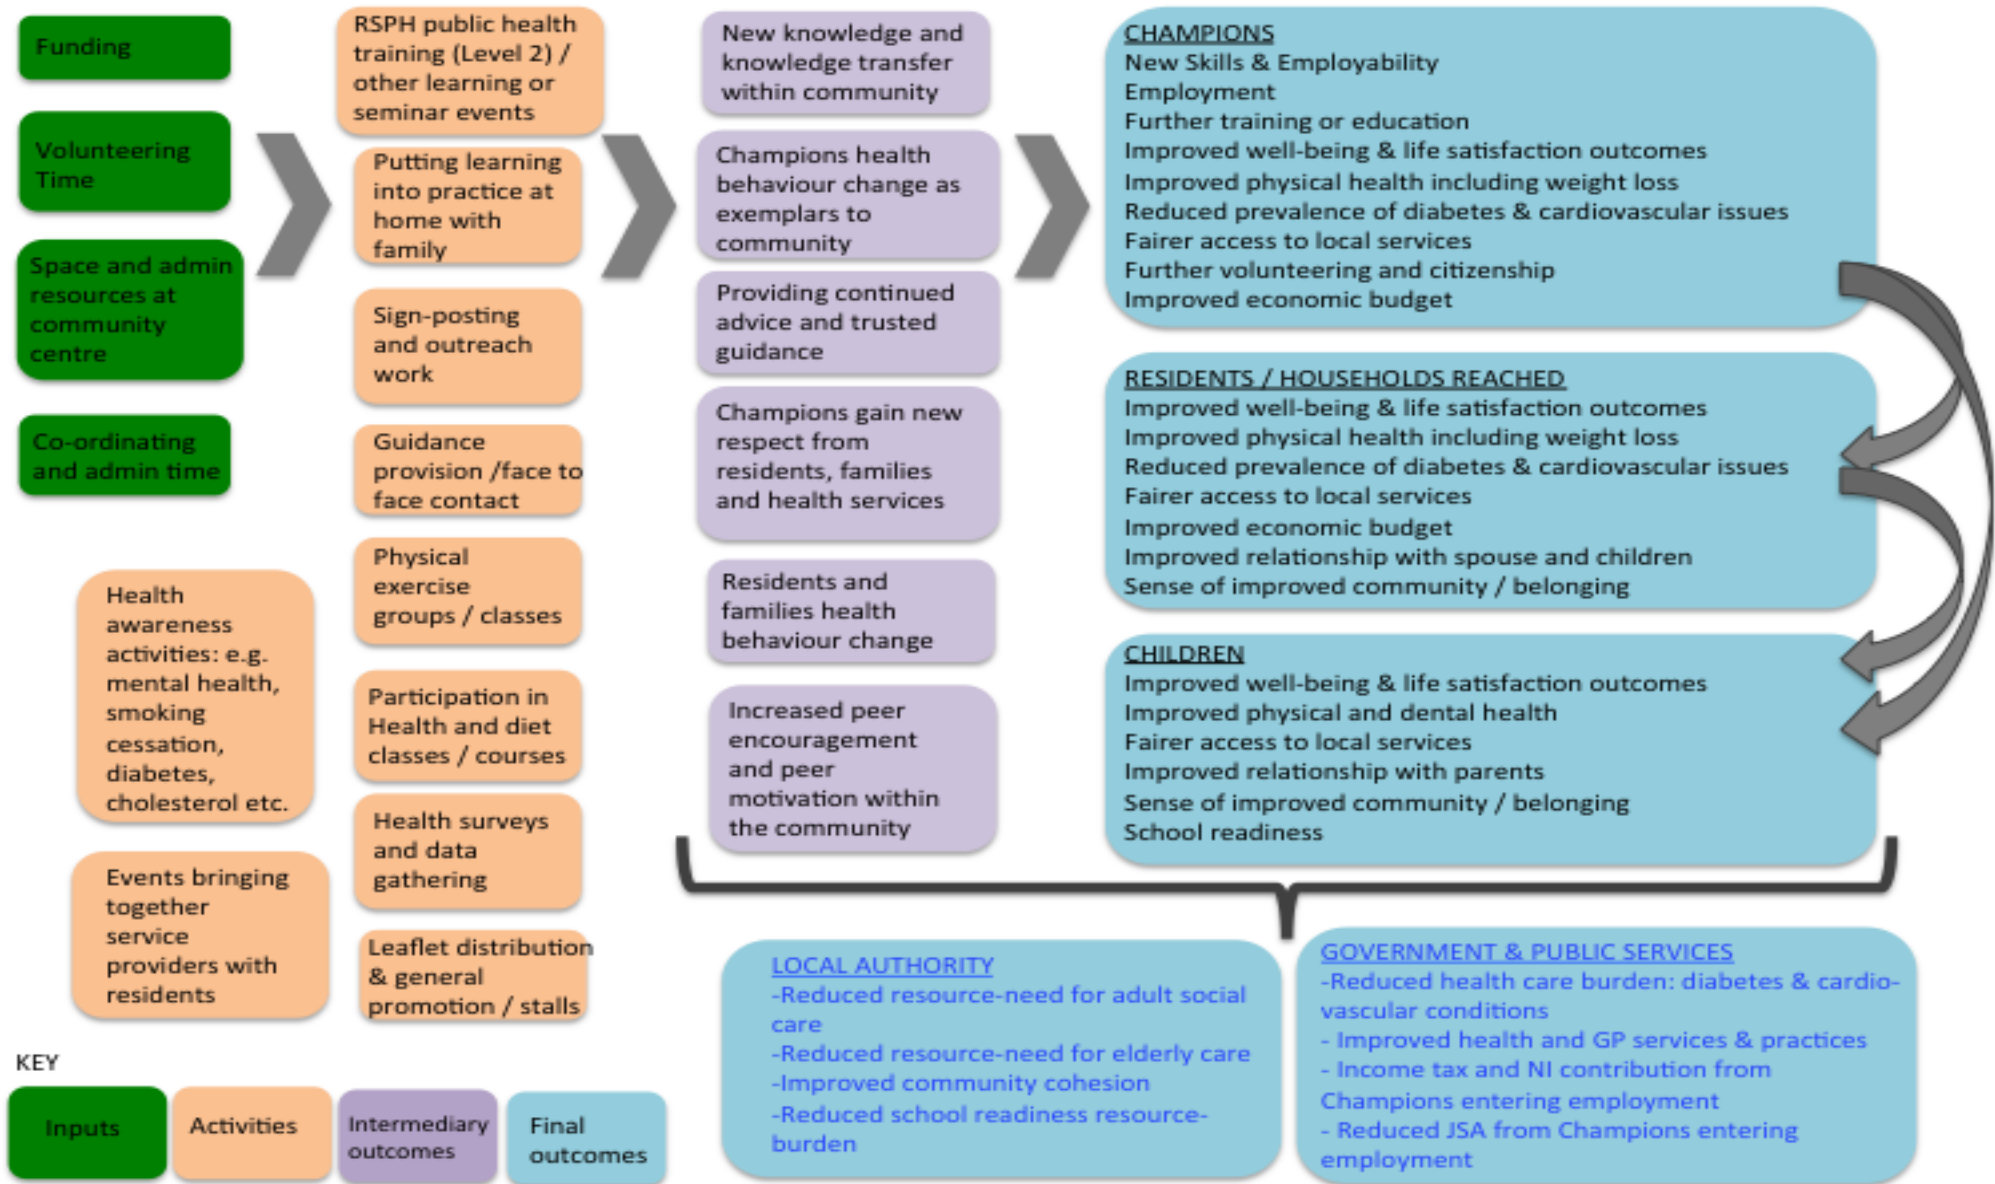 Funding
Volunteering
Time
Space and admin
resources at
community
centre
Co-ordinating
and admin time
Health
awareness
activities: e.g.
mental health,
smoking
cessation,
diabetes,
cholesterol etc.
Events bringing
together
service
providers with
residents
RSPH public health
training (Level 2) /
other learning or
seminar events
Putting learning
into practice at
home with
family
Sign-posting
and outreach
work
Guidance
provision /face to
face contact
Physical
exercise
groups / classes
Participation in
Health and diet
classes / courses
Health surveys
and data
gathering
Leaflet distribution
& general
promotion / stalls
New knowledge and
knowledge transfer
within community
Champions health
behaviour change as
exemplars to
community
Providing continued
advice and trusted
guidance
Champions gain new
respect from
residents, families
and health services
Residents and
families health
behaviour change
Increased peer
encouragement
and peer
motivation within
the community
CHAMPIONS
New Skills & Employability
Employment
Further training or education
Improved well-being & life satisfaction outcomes
Improved physical health including weight loss
Reduced prevalence of diabetes & cardiovascular issues
Fairer access to local services
Further volunteering and citizenship
Improved economic budget
RESIDENTS / HOUSEHOLDS REACHED
Improved well-being & life satisfaction outcomes
Improved physical health including weight loss
Reduced prevalence of diabetes & cardiovascular issues
Fairer access to local services
Improved economic budget
Improved relationship with spouse and children
Sense of improved community / belonging
CHILDREN
Improved well-being & life satisfaction outcomes
Improved physical and dental health
Fairer access to local services
Improved relationship with parents
Sense of improved community / belonging
School readiness
LOCAL AUTHORITY
-Reduced resource-need for adult social
care
-Reduced resource-need for elderly care
-Improved community cohesion
-Reduced school readiness resource-
burden
GOVERNMENT & PUBLIC SERVICES
-Reduced health care burden: diabetes & cardio-
vascular conditions
- Improved health and GP services & practices
- Income tax and NI contribution from
Champions entering employment
- Reduced JSA from Champions entering
employment
KEY
Inputs
Activities
Intermediary
outcomes
Final
outcomes